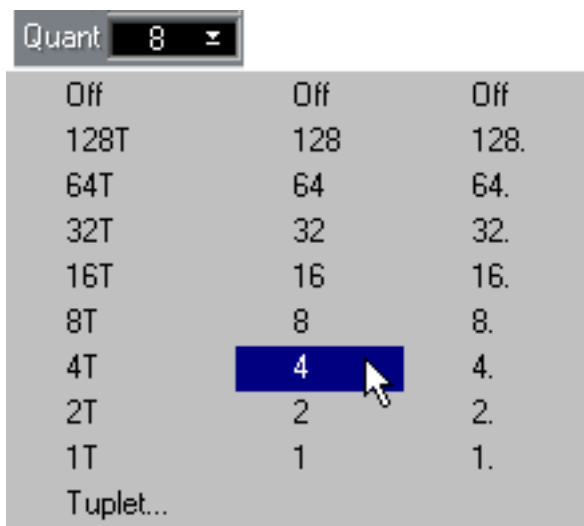 Quant 8
Off Off Off
128T 128 128.
64T 64 64.
32T 32 32.
16T 16 16.
8T 8 8.
4T 4 4.
2T 2 2.
1T 1 1.
Tuplet...